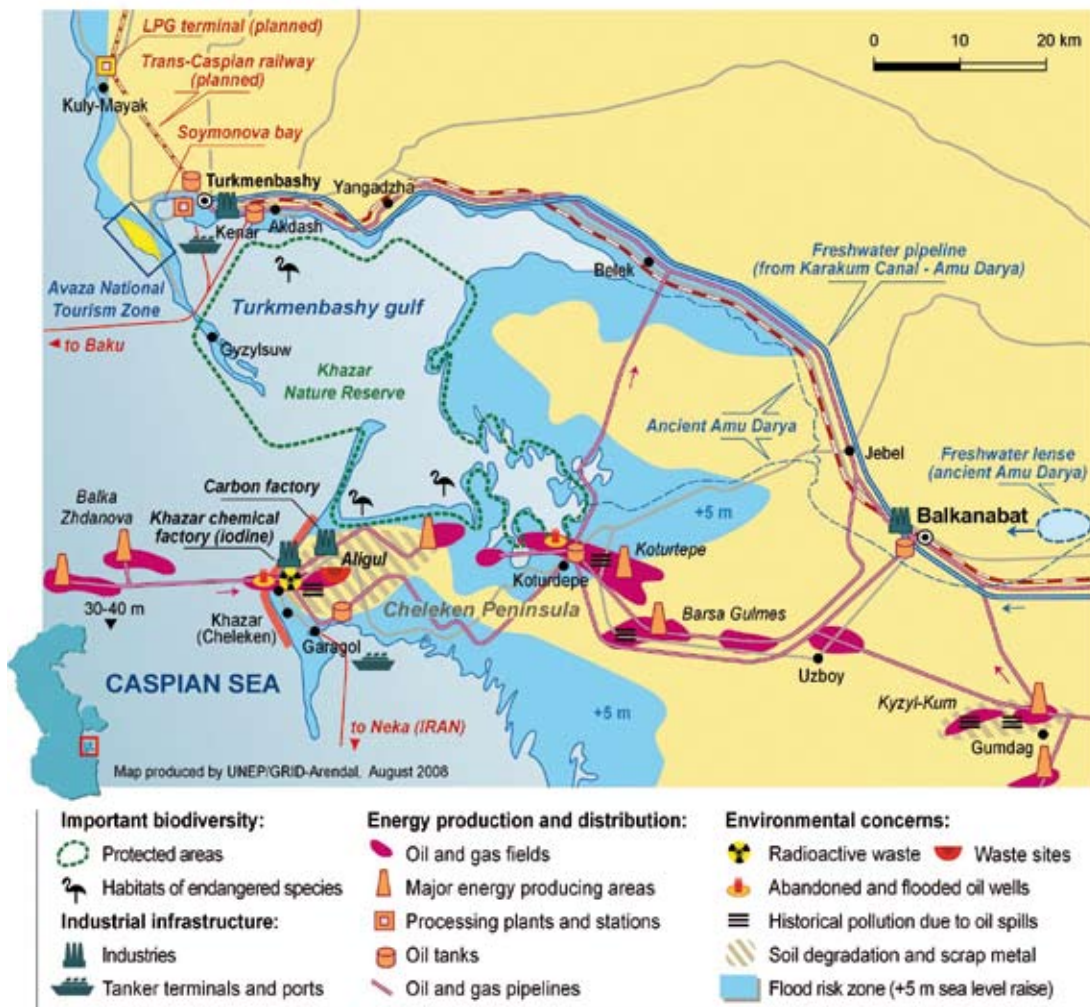 LPG terminal (planned)
Trans-Caspian railway
(planned)
Kuly-Mayak
Soymonova bay
0 10 20 km
Turkmenbashy
Yangadzha
Kenar
Akdash
Avaza National
Tourism Zone
Turkmenbashy gulf
Belek
Freshwater pipeline
(from Karakum Canal - Amu Darya)
to Baku
Gyzylsuw
Khazar
Nature Reserve
Ancient Amu Darya
Jebel
Freshwater lense
(ancient Amu Darya)
Balka
Zhdanova
Carbon factory
Khazar chemical
factory (iodine)
Aligul
+5 m
Balkanabat
Koturtepe
Koturdepe
30-40 m
Cheleken Peninsula
Barsa Gulmes
Khazar
(Cheleken)
Garagol
Uzboy
CASPIAN SEA
+5 m
Kyzyl-Kum
to Neka (IRAN)
Gumdag
Map produced by UNEP/GRID-Arendal, August 2008
Important biodiversity:
Protected areas
Habitats of endangered species
Industrial infrastructure:
Industries
Tanker terminals and ports
Energy production and distribution:
Oil and gas fields
Major energy producing areas
Processing plants and stations
Oil tanks
Oil and gas pipelines
Environmental concerns:
Radioactive waste Waste sites
Abandoned and flooded oil wells
Historical pollution due to oil spills
Soil degradation and scrap metal
Flood risk zone (+5 m sea level raise)